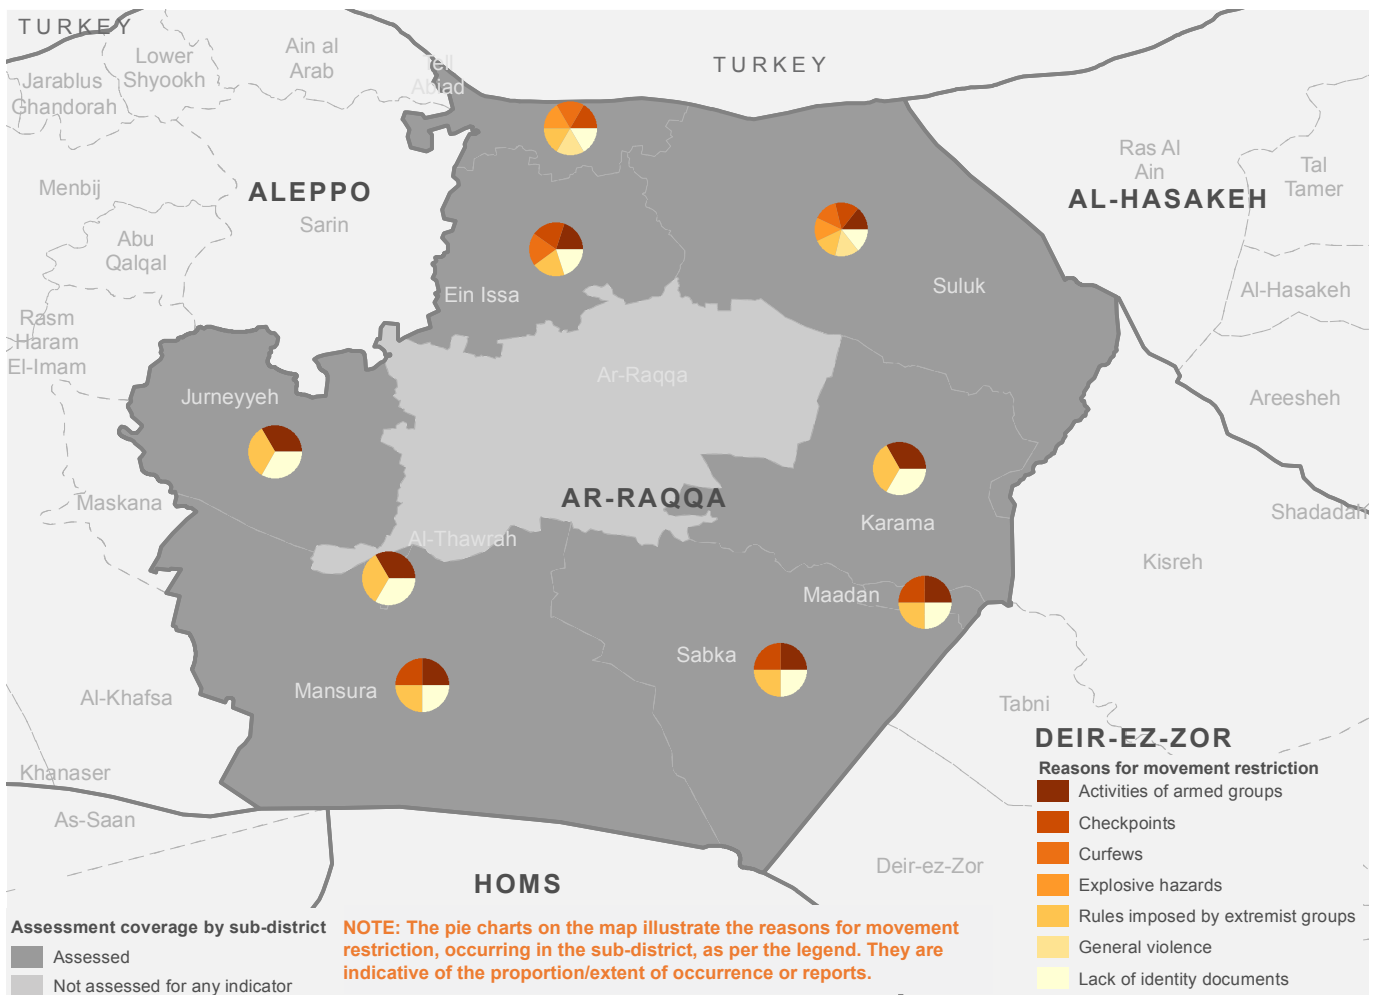 TURKEY
Lower
Shyookh
Ain al
Arab
Tell
Abiad
TURKEY
Jarablus
Ghandorah
Ras Al
Ain
Tal
Tamer
Menbij
ALEPPO
AL-HASAKEH
Sarin
Abu
Qalqal
Ein Issa
Suluk
Al-Hasakeh
Rasm
Haram
El-Imam
Ar-Raqqa
Jurneyyeh
Areesheh
AR-RAQQA
Maskana
Karama
Shadadah
Al-Thawrah
Kisreh
Maadan
Sabka
Mansura
Al-Khafsa
Tabni
DEIR-EZ-ZOR
Khanaser
As-Saan
Deir-ez-Zor
HOMS
Reasons for movement restriction
Activities of armed groups
Checkpoints
Curfews
Explosive hazards
Rules imposed by extremist groups
General violence
Lack of identity documents
Assessment coverage by sub-district
Assessed
Not assessed for any indicator
NOTE: The pie charts on the map illustrate the reasons for movement
restriction, occurring in the sub-district, as per the legend. They are
indicative of the proportion/extent of occurrence or reports.